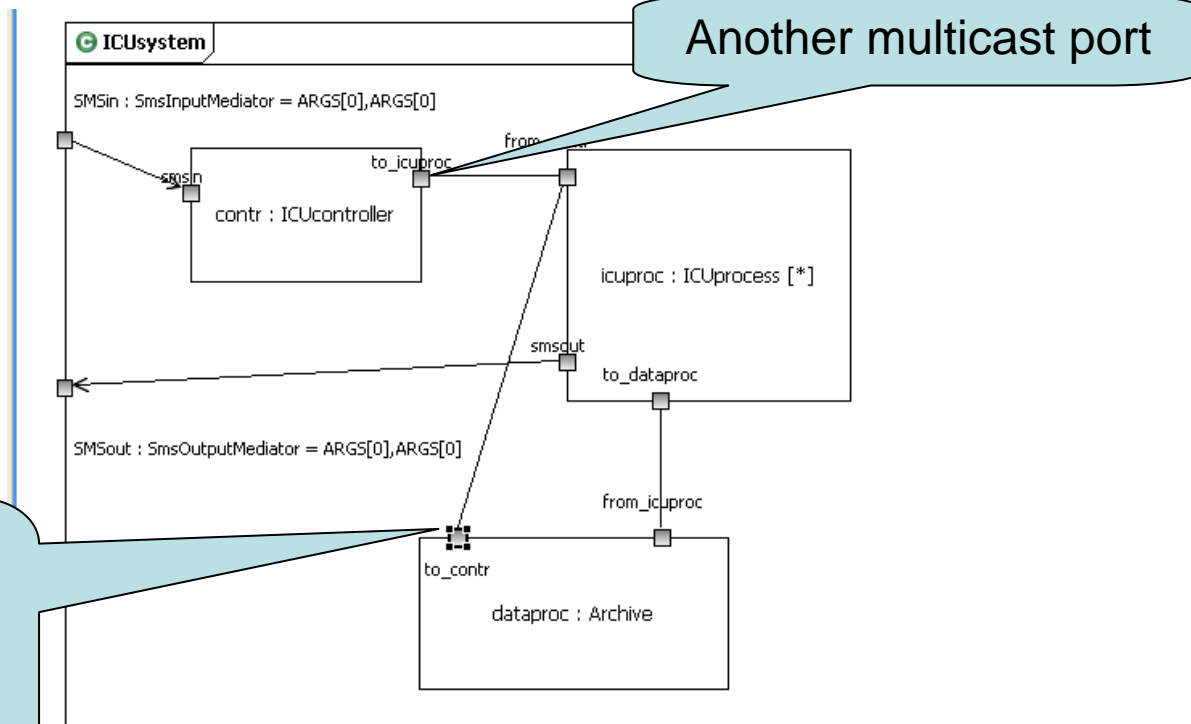 Another multicast port
ICUsystem
SMSin : SmsInputMediator = ARGS[0],ARGS[0]
to_icuproc
smsin
contr : ICUcontroller
icuproc : ICUprocess [*]
smsout
to_dataproc
SMSout : SmsOutputMediator = ARGS[0],ARGS[0]
from_icuproc
to_contr
dataproc : Archive